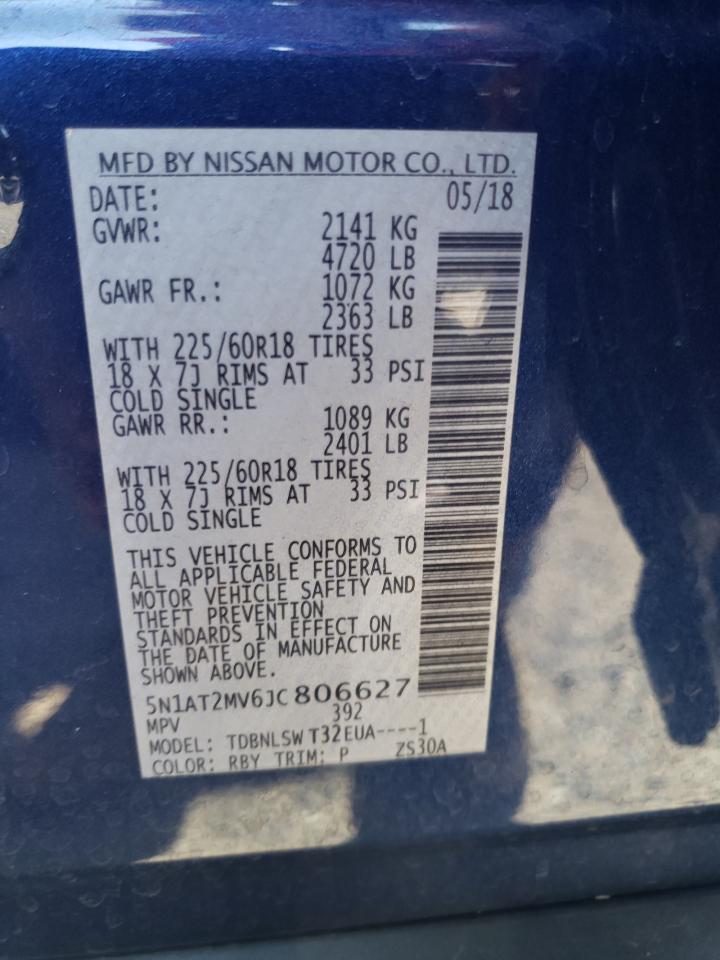 MFD BY NISSAN MOTOR CO., LTD.
DATE: 05/18
GVWR: 2141 KG
4720 LB
GAWR FR.: 1072 KG
2363 LB
WITH 225/60R18 TIRES
18 X 7J RIMS AT 33 PSI
COLD SINGLE
GAWR RR.: 1089 KG
2401 LB
WITH 225/60R18 TIRES
18 X 7J RIMS AT 33 PSI
COLD SINGLE
THIS VEHICLE CONFORMS TO
ALL APPLICABLE FEDERAL
MOTOR VEHICLE SAFETY AND
THEFT PREVENTION
STANDARDS IN EFFECT ON
THE DATE OF MANUFACTURE
SHOWN ABOVE.
5N1AT2MV6JC806627
MPV 392
MODEL: TDBNLSW T32EUA----1
COLOR: RBY TRIM: P ZS30A